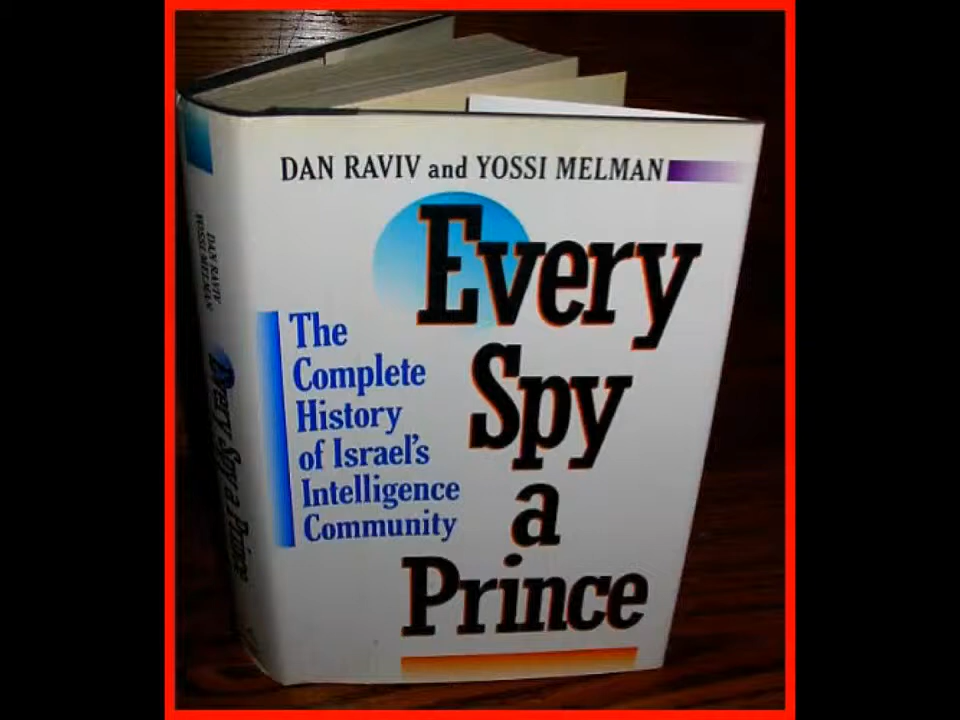 DAN RAVIV and YOSSI MELMAN
Every
Spy
a
Prince
The
Complete
History
of Israel's
Intelligence
Community
DAN RAVIV
YOSSI MELMAN
Every Spy a Prince